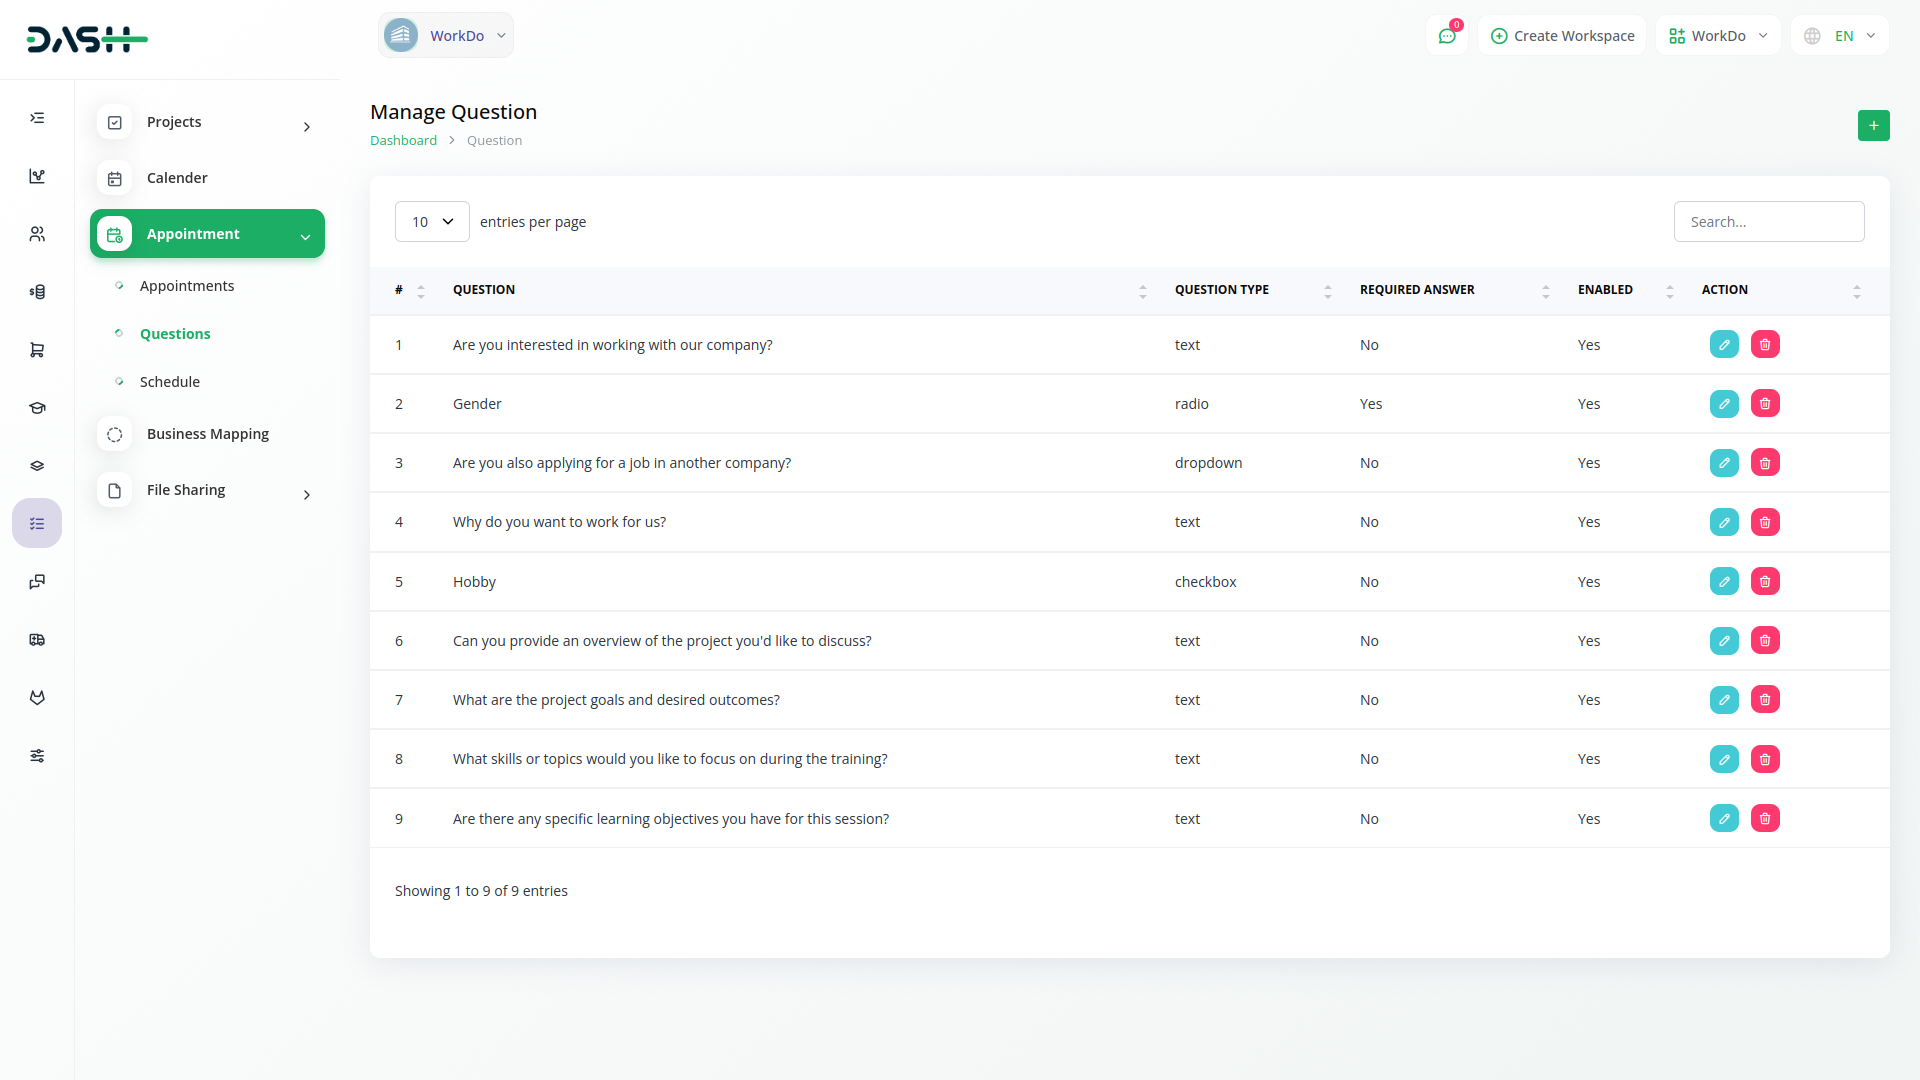 DASH
WorkDo
0
Create Workspace
WorkDo
EN
Projects
Calender
Appointment
Appointments
Questions
Schedule
Business Mapping
File Sharing
Manage Question
Dashboard > Question
+
10 entries per page
Search...
# QUESTION QUESTION TYPE REQUIRED ANSWER ENABLED ACTION
1 Are you interested in working with our company? text No Yes
2 Gender radio Yes Yes
3 Are you also applying for a job in another company? dropdown No Yes
4 Why do you want to work for us? text No Yes
5 Hobby checkbox No Yes
6 Can you provide an overview of the project you'd like to discuss? text No Yes
7 What are the project goals and desired outcomes? text No Yes
8 What skills or topics would you like to focus on during the training? text No Yes
9 Are there any specific learning objectives you have for this session? text No Yes
Showing 1 to 9 of 9 entries